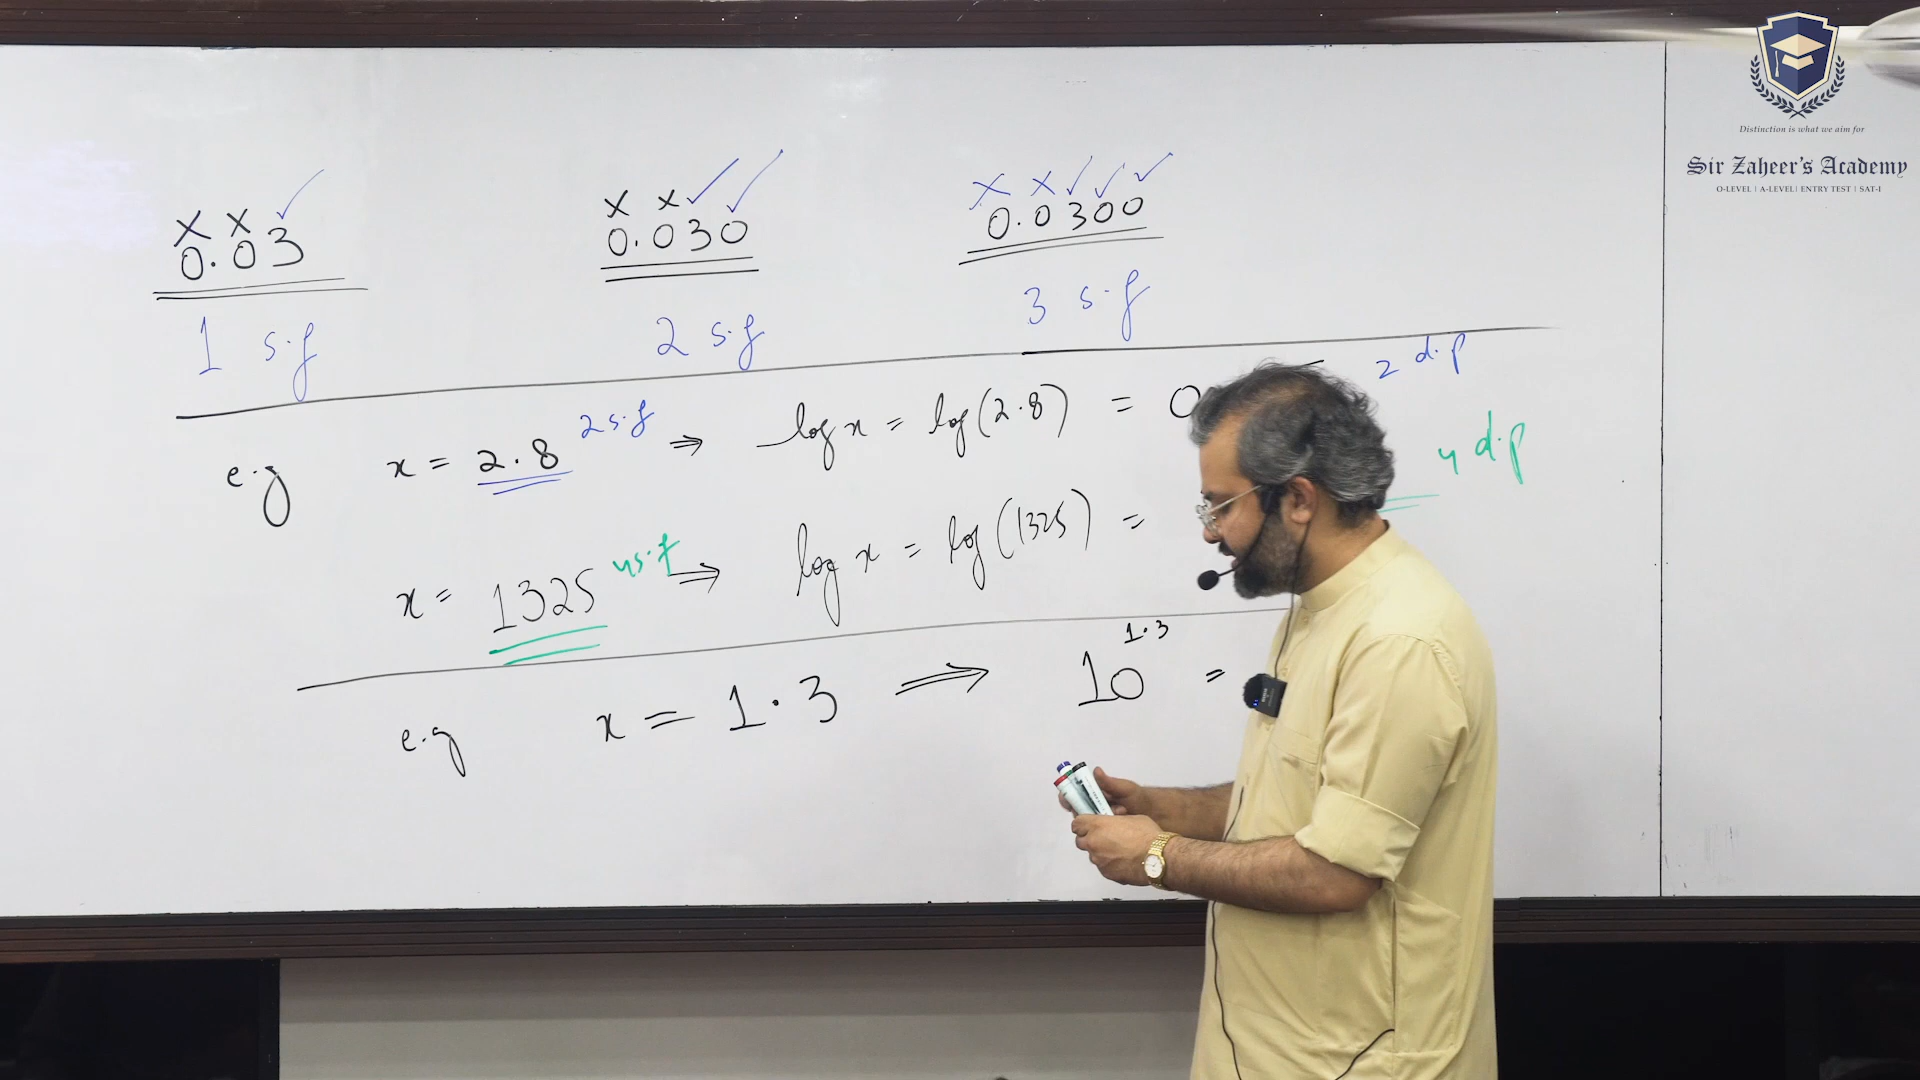 Distinction is what we aim for
Sir Zaheer's Academy
O-LEVEL | A-LEVEL | ENTRY TEST | SAT-I
0.03
0.030
0.0300
1 s.f
2 s.f
3 s.f
e.g x = 2.8 2 s.f ⇒ log x = log(2.8) = 0 2 d.p
x = 1325 4 s.f ⇒ log x = log(1325) = 4 d.p
e.g x = 1.3 ⟹ 10^1.3 =